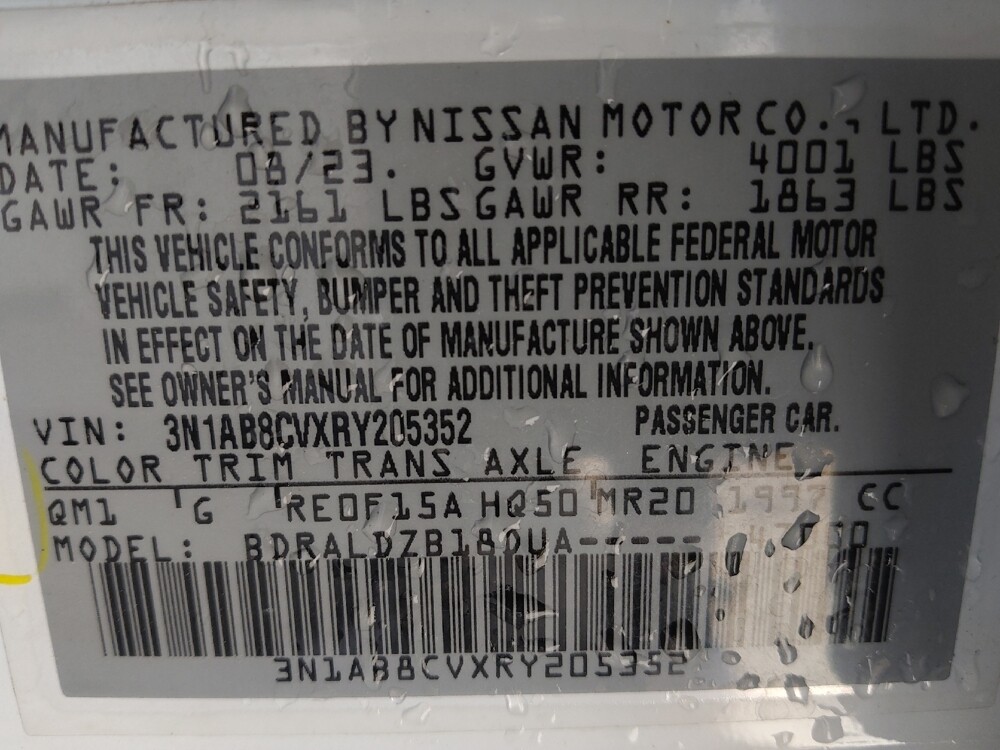 MANUFACTURED BY NISSAN MOTOR CO., LTD.
DATE: 08/23. GVWR: 4001 LBS
GAWR FR: 2161 LBS GAWR RR: 1863 LBS
THIS VEHICLE CONFORMS TO ALL APPLICABLE FEDERAL MOTOR
VEHICLE SAFETY, BUMPER AND THEFT PREVENTION STANDARDS
IN EFFECT ON THE DATE OF MANUFACTURE SHOWN ABOVE.
SEE OWNER'S MANUAL FOR ADDITIONAL INFORMATION.
VIN: 3N1AB8CVXRY205352 PASSENGER CAR.
COLOR TRIM TRANS AXLE ENGINE
QM1 G RE0F15A HQ50 MR20 1997 CC
MODEL: BDRALDZB18DUA-----
3N1AB8CVXRY205352